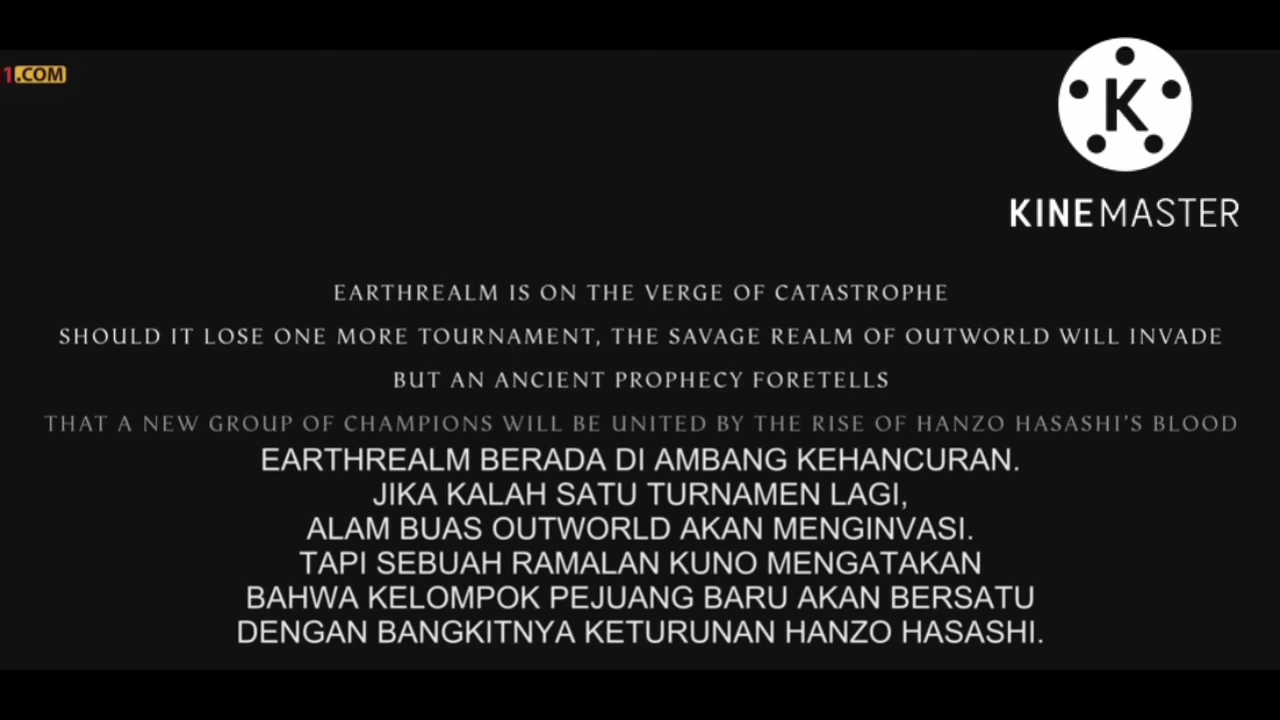 1.COM
K
KINEMASTER
EARTHREALM IS ON THE VERGE OF CATASTROPHE
SHOULD IT LOSE ONE MORE TOURNAMENT, THE SAVAGE REALM OF OUTWORLD WILL INVADE
BUT AN ANCIENT PROPHECY FORETELLS
THAT A NEW GROUP OF CHAMPIONS WILL BE UNITED BY THE RISE OF HANZO HASASHI'S BLOOD
EARTHREALM BERADA DI AMBANG KEHANCURAN.
JIKA KALAH SATU TURNAMEN LAGI,
ALAM BUAS OUTWORLD AKAN MENGINVASI.
TAPI SEBUAH RAMALAN KUNO MENGATAKAN
BAHWA KELOMPOK PEJUANG BARU AKAN BERSATU
DENGAN BANGKITNYA KETURUNAN HANZO HASASHI.